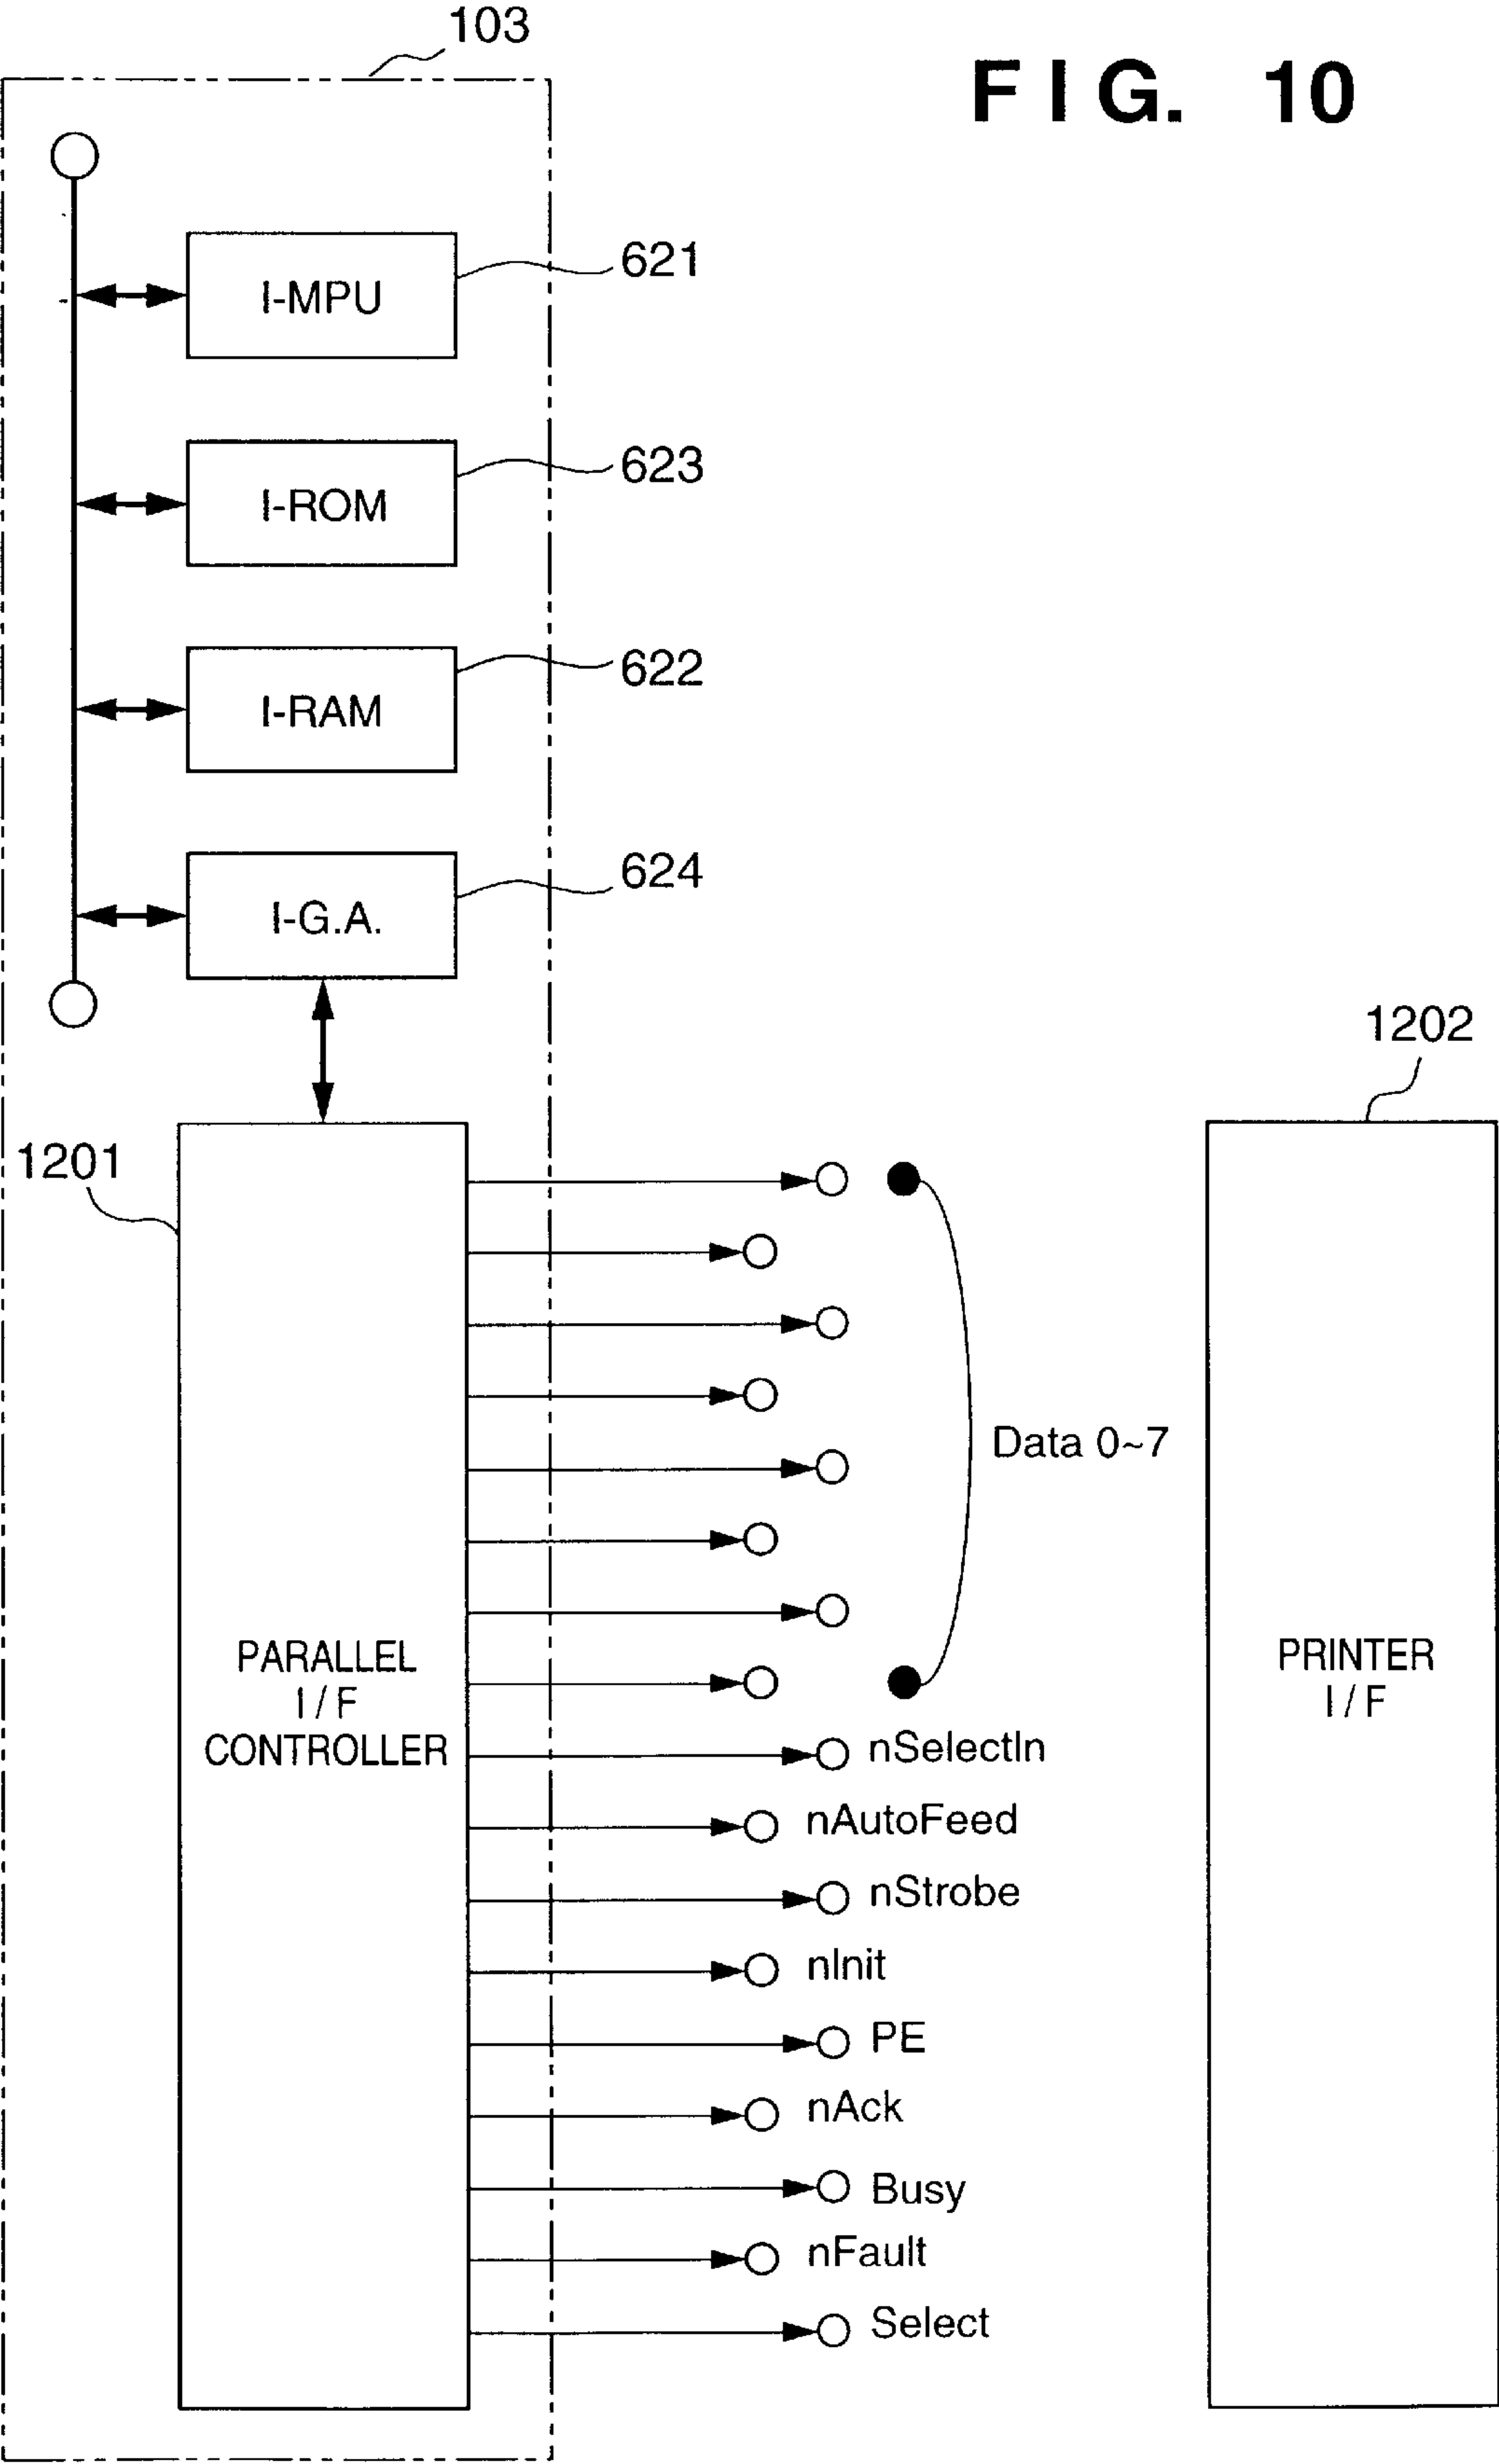 103
FIG. 10
621
I-MPU
623
I-ROM
622
I-RAM
624
I-G.A.
1202
1201
Data 0~7
PARALLEL
I/F
CONTROLLER
PRINTER
I/F
nSelectIn
nAutoFeed
nStrobe
nInit
PE
nAck
Busy
nFault
Select